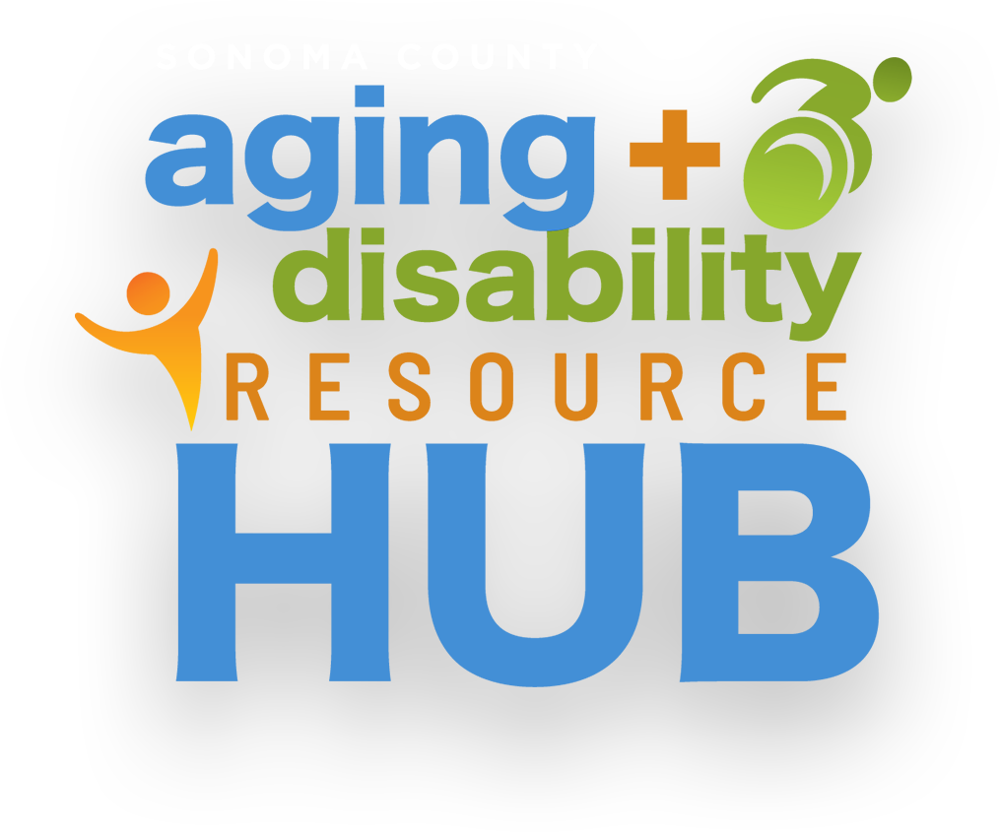 SONOMA COUNTY
aging +
disability
RESOURCE
HUB